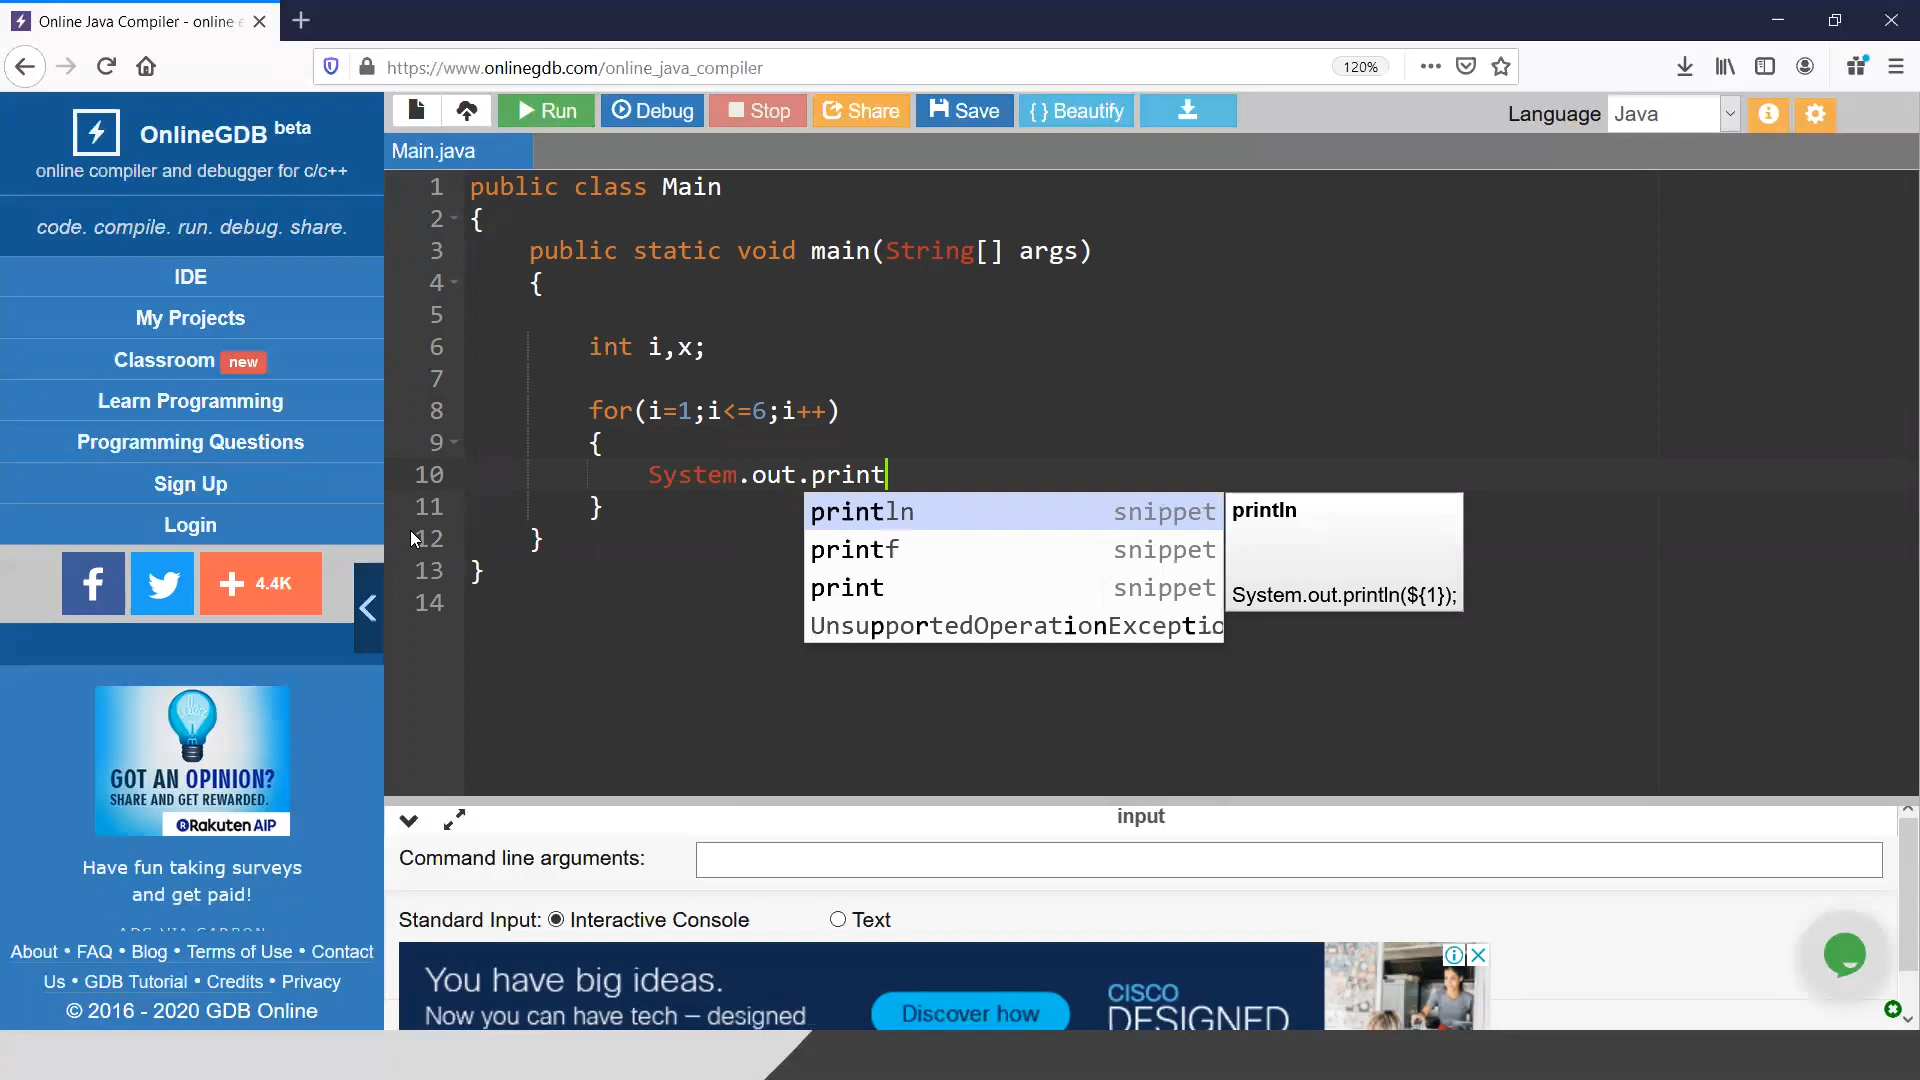 Online Java Compiler - online e
https://www.onlinegdb.com/online_java_compiler
120%
OnlineGDB beta
online compiler and debugger for c/c++
code. compile. run. debug. share.
IDE
My Projects
Classroom new
Learn Programming
Programming Questions
Sign Up
Login
4.4K
GOT AN OPINION?
SHARE AND GET REWARDED.
Rakuten AIP
Have fun taking surveys
and get paid!
ADS VIA CARBON
About • FAQ • Blog • Terms of Use • Contact
Us • GDB Tutorial • Credits • Privacy
© 2016 - 2020 GDB Online
Run
Debug
Stop
Share
Save
{ } Beautify
Language Java
Main.java
1 public class Main
2 {
3 public static void main(String[] args)
4 {
5
6 int i,x;
7
8 for(i=1;i<=6;i++)
9 {
10 System.out.print
11 }
12 }
13 }
14
println snippet
printf snippet
print snippet
UnsupportedOperationExceptio
println
System.out.println(${1});
input
Command line arguments:
Standard Input: Interactive Console Text
You have big ideas.
Now you can have tech – designed
Discover how
CISCO
DESIGNED